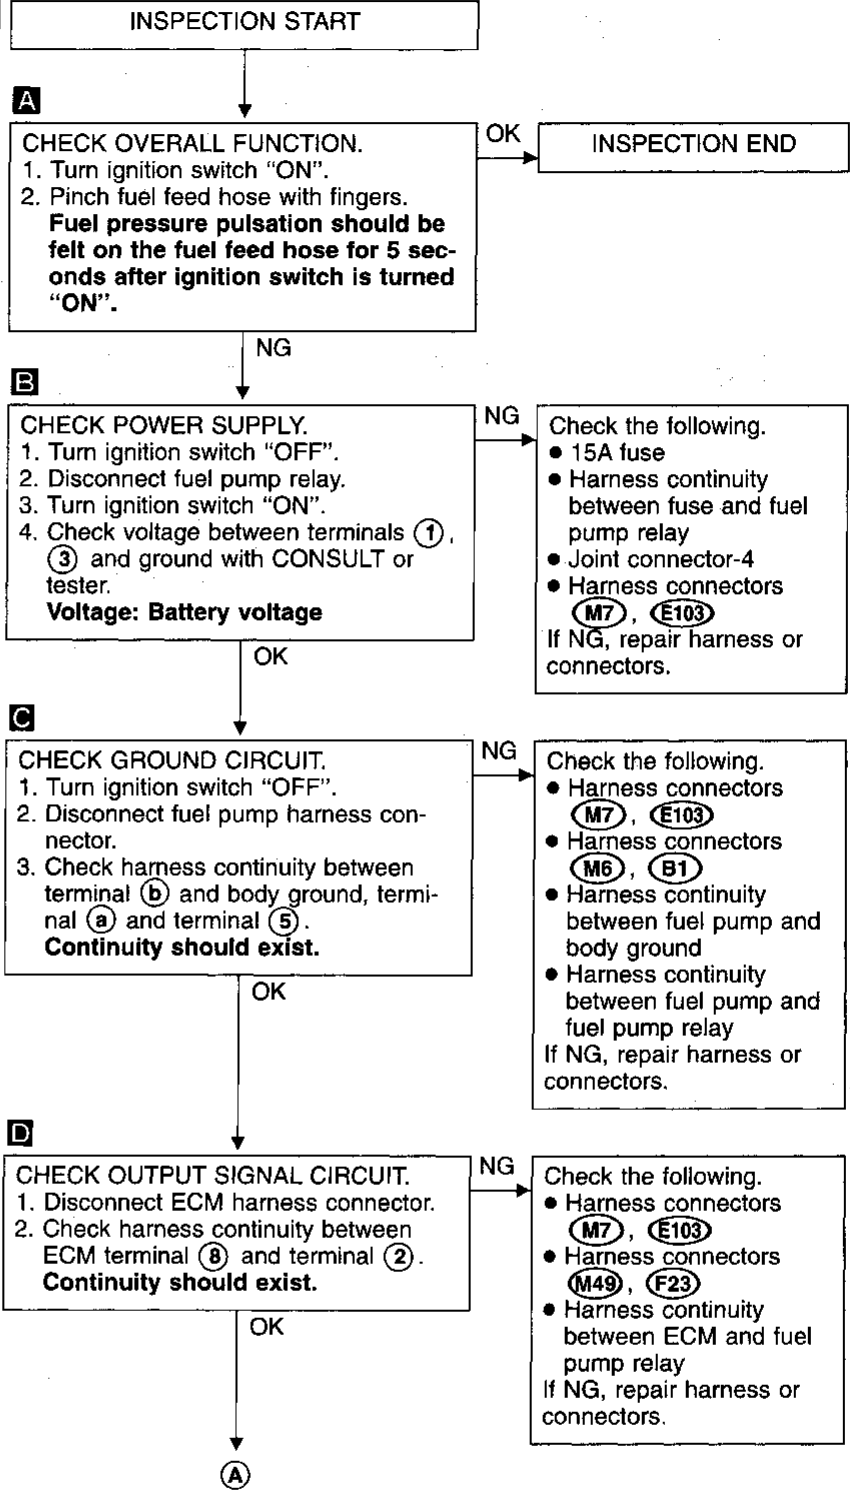 INSPECTION START
A
CHECK OVERALL FUNCTION.
1. Turn ignition switch “ON”.
2. Pinch fuel feed hose with fingers.
Fuel pressure pulsation should be
felt on the fuel feed hose for 5 sec-
onds after ignition switch is turned
“ON”.
OK
INSPECTION END
NG
B
CHECK POWER SUPPLY.
1. Turn ignition switch “OFF”.
2. Disconnect fuel pump relay.
3. Turn ignition switch “ON”.
4. Check voltage between terminals ①,
③ and ground with CONSULT or
tester.
Voltage: Battery voltage
NG
Check the following.
● 15A fuse
● Harness continuity
between fuse and fuel
pump relay
● Joint connector-4
● Harness connectors
M7, E103
If NG, repair harness or
connectors.
OK
C
CHECK GROUND CIRCUIT.
1. Turn ignition switch “OFF”.
2. Disconnect fuel pump harness con-
nector.
3. Check harness continuity between
terminal ⓑ and body ground, termi-
nal ⓐ and terminal ⑤.
Continuity should exist.
NG
Check the following.
● Harness connectors
M7, E103
● Harness connectors
M6, B1
● Harness continuity
between fuel pump and
body ground
● Harness continuity
between fuel pump and
fuel pump relay
If NG, repair harness or
connectors.
OK
D
CHECK OUTPUT SIGNAL CIRCUIT.
1. Disconnect ECM harness connector.
2. Check harness continuity between
ECM terminal ⑧ and terminal ②.
Continuity should exist.
NG
Check the following.
● Harness connectors
M7, E103
● Harness connectors
M49, F23
● Harness continuity
between ECM and fuel
pump relay
If NG, repair harness or
connectors.
OK
Ⓐ